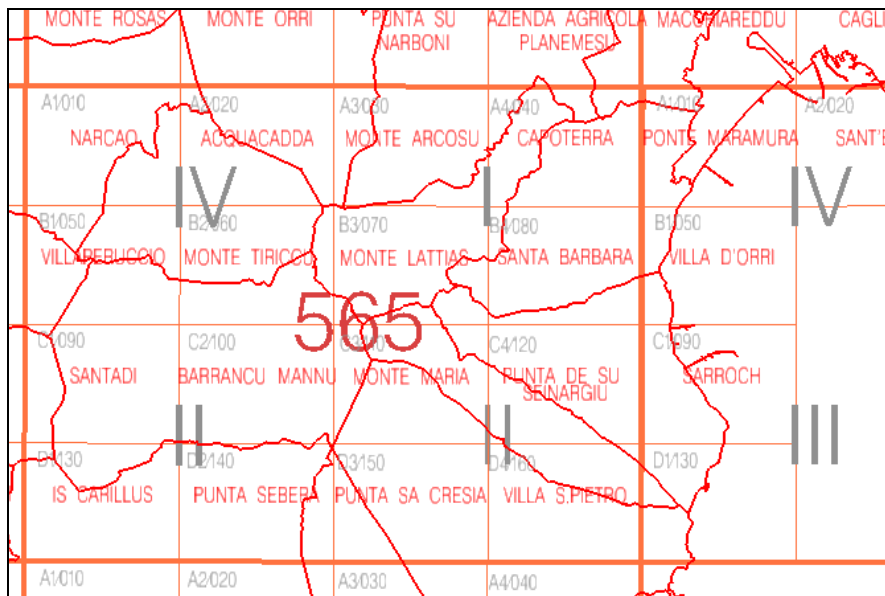 MONTE ROSAS MONTE ORRI PUNTA SU NARBONI AZIENDA AGRICOLA PLANEMESU MACCHIAREDDU CAGLI
A1/010 A2/020 A3/030 A4/040 A1/010 A2/020
NARCAO ACQUACADDA MONTE ARCOSU CAPOTERRA PONTE MARAMURA SANT'E
IV I IV
B1/050 B2/060 B3/070 B4/080 B1/050
VILLAPERUCCIO MONTE TIRICCU MONTE LATTIAS SANTA BARBARA VILLA D'ORRI
565
C1/090 C2/100 C3/110 C4/120 C1/090
SANTADI BARRANCU MANNU MONTE MARIA PUNTA DE SU SEINARGIU SARROCH
II II III
D1/130 D2/140 D3/150 D4/160 D1/130
IS CARILLUS PUNTA SEBERA PUNTA SA CRESIA VILLA S.PIETRO
A1/010 A2/020 A3/030 A4/040